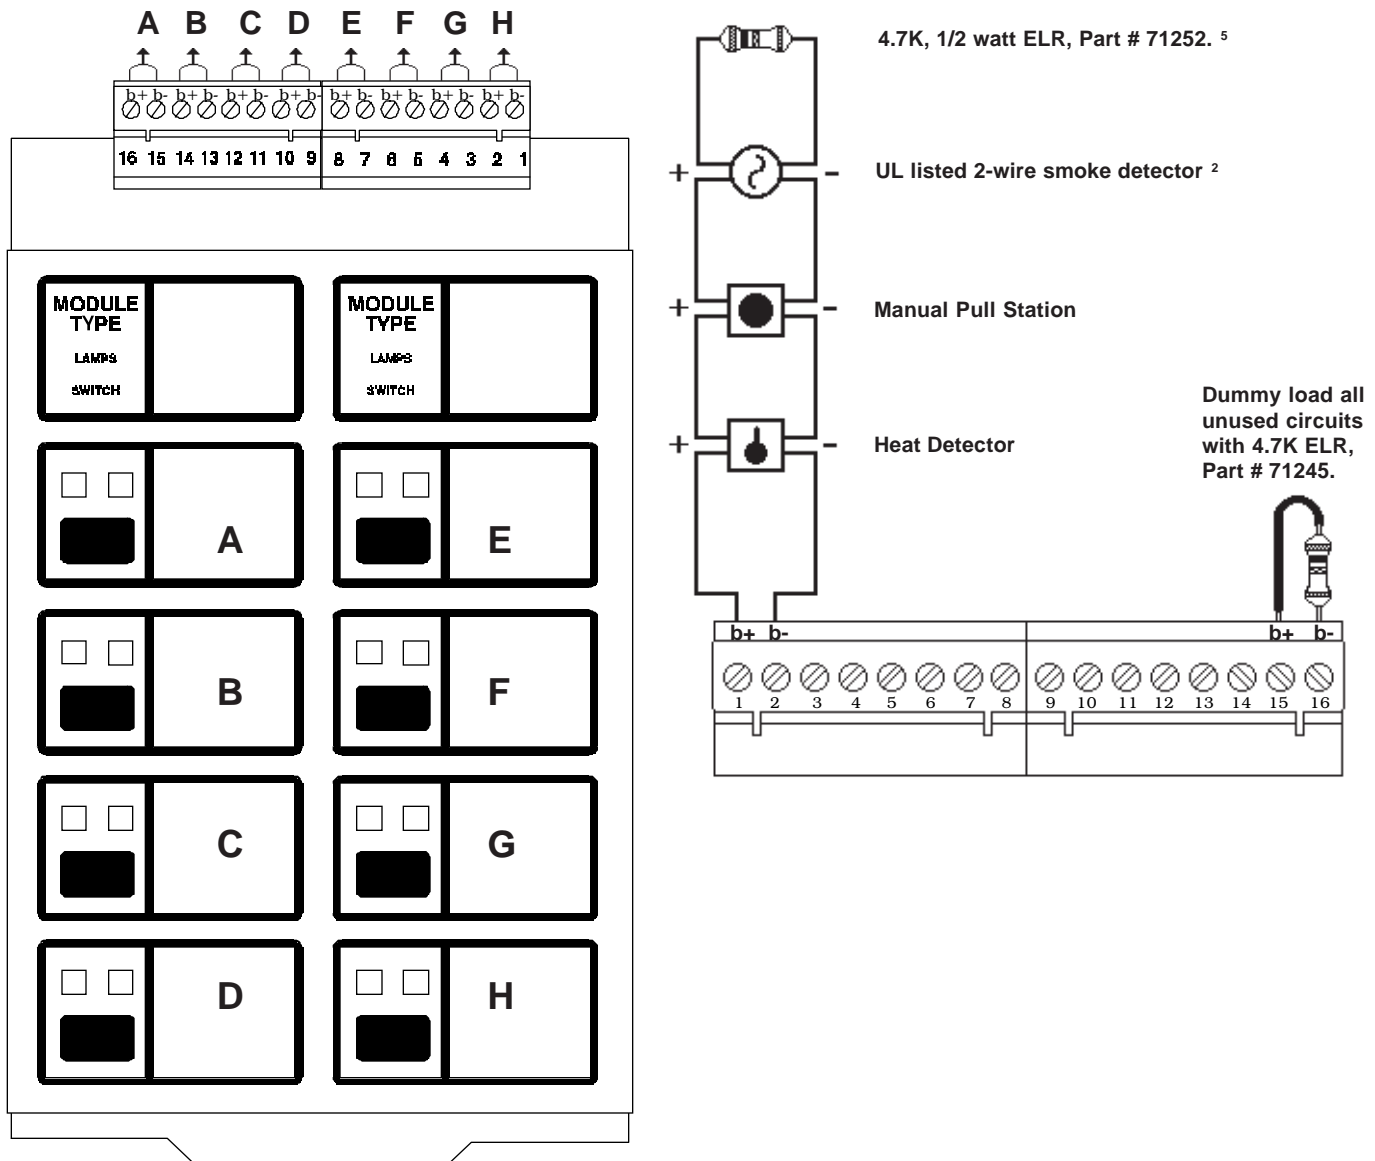 A B C D E F G H
b+ b- b+ b- b+ b- b+ b- b+ b- b+ b- b+ b- b+ b-
16 15 14 13 12 11 10 9 8 7 6 5 4 3 2 1
MODULE
TYPE
LAMPS
SWITCH
MODULE
TYPE
LAMPS
SWITCH
A
E
B
F
C
G
D
H
4.7K, 1/2 watt ELR, Part # 71252. 5
+ - UL listed 2-wire smoke detector 2
+ - Manual Pull Station
+ - Heat Detector
Dummy load all
unused circuits
with 4.7K ELR,
Part # 71245.
b+ b- b+ b-
1 2 3 4 5 6 7 8 9 10 11 12 13 14 15 16